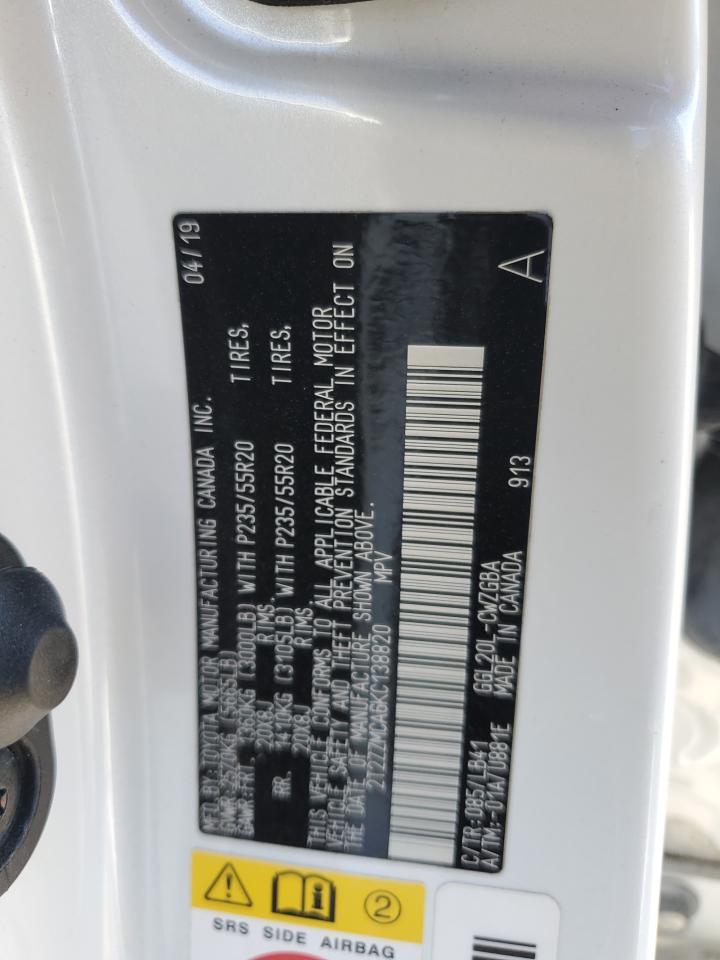 MFD BY: TOYOTA MOTOR MANUFACTURING CANADA INC. 04/19
GVWR 2570KG (5665LB)
GAWR FRT 1360KG (3000LB) WITH P235/55R20 TIRES,
20X8J RIMS,
RR. 1410KG (3105LB) WITH P235/55R20 TIRES,
20X8J RIMS
THIS VEHICLE CONFORMS TO ALL APPLICABLE FEDERAL MOTOR
VEHICLE SAFETY AND THEFT PREVENTION STANDARDS IN EFFECT ON
THE DATE OF MANUFACTURE SHOWN ABOVE.
MPV
C/TR: 085/LB41 GGL20L-CWZGBA 913 A
A/TM:-01A/U881E MADE IN CANADA
2
SRS SIDE AIRBAG